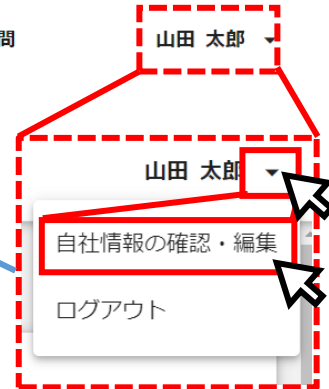 問
山田 太郎
山田 太郎
自社情報の確認・編集
ログアウト